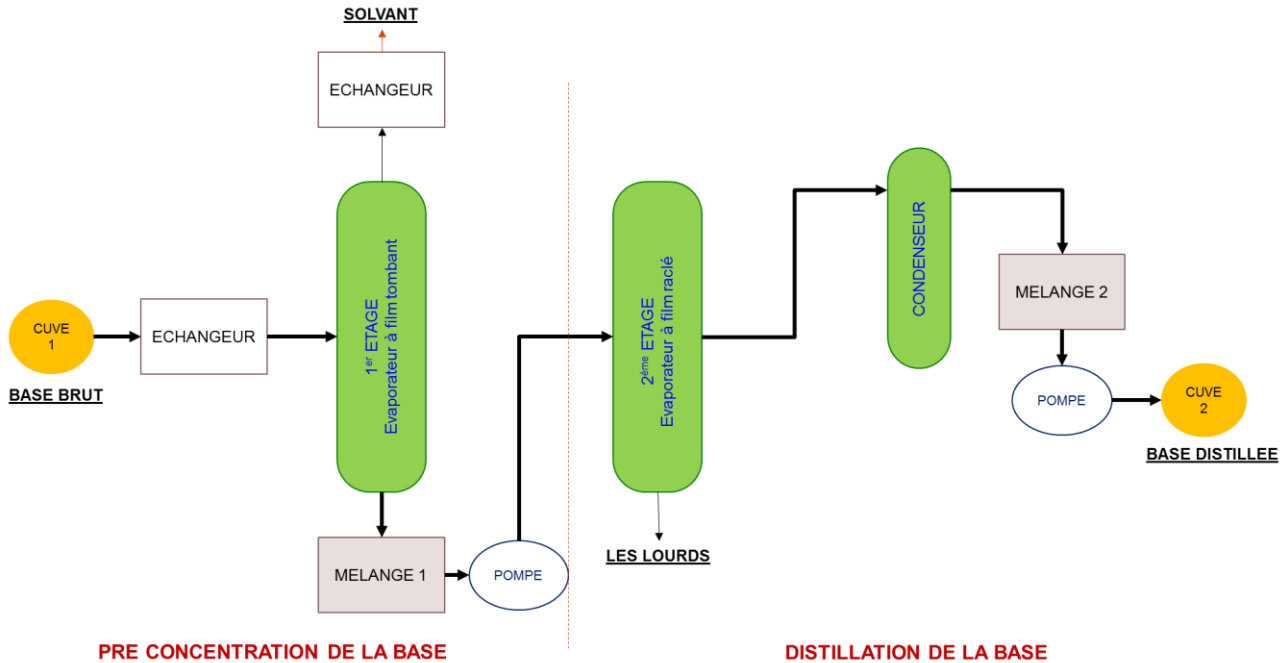 SOLVANT
ECHANGEUR
CUVE
1
BASE BRUT
ECHANGEUR
1er ETAGE
Evaporateur à film tombant
MELANGE 1
POMPE
2ème ETAGE
Evaporateur à film raclé
LES LOURDS
CONDENSEUR
MELANGE 2
POMPE
CUVE
2
BASE DISTILLEE
PRE CONCENTRATION DE LA BASE
DISTILLATION DE LA BASE